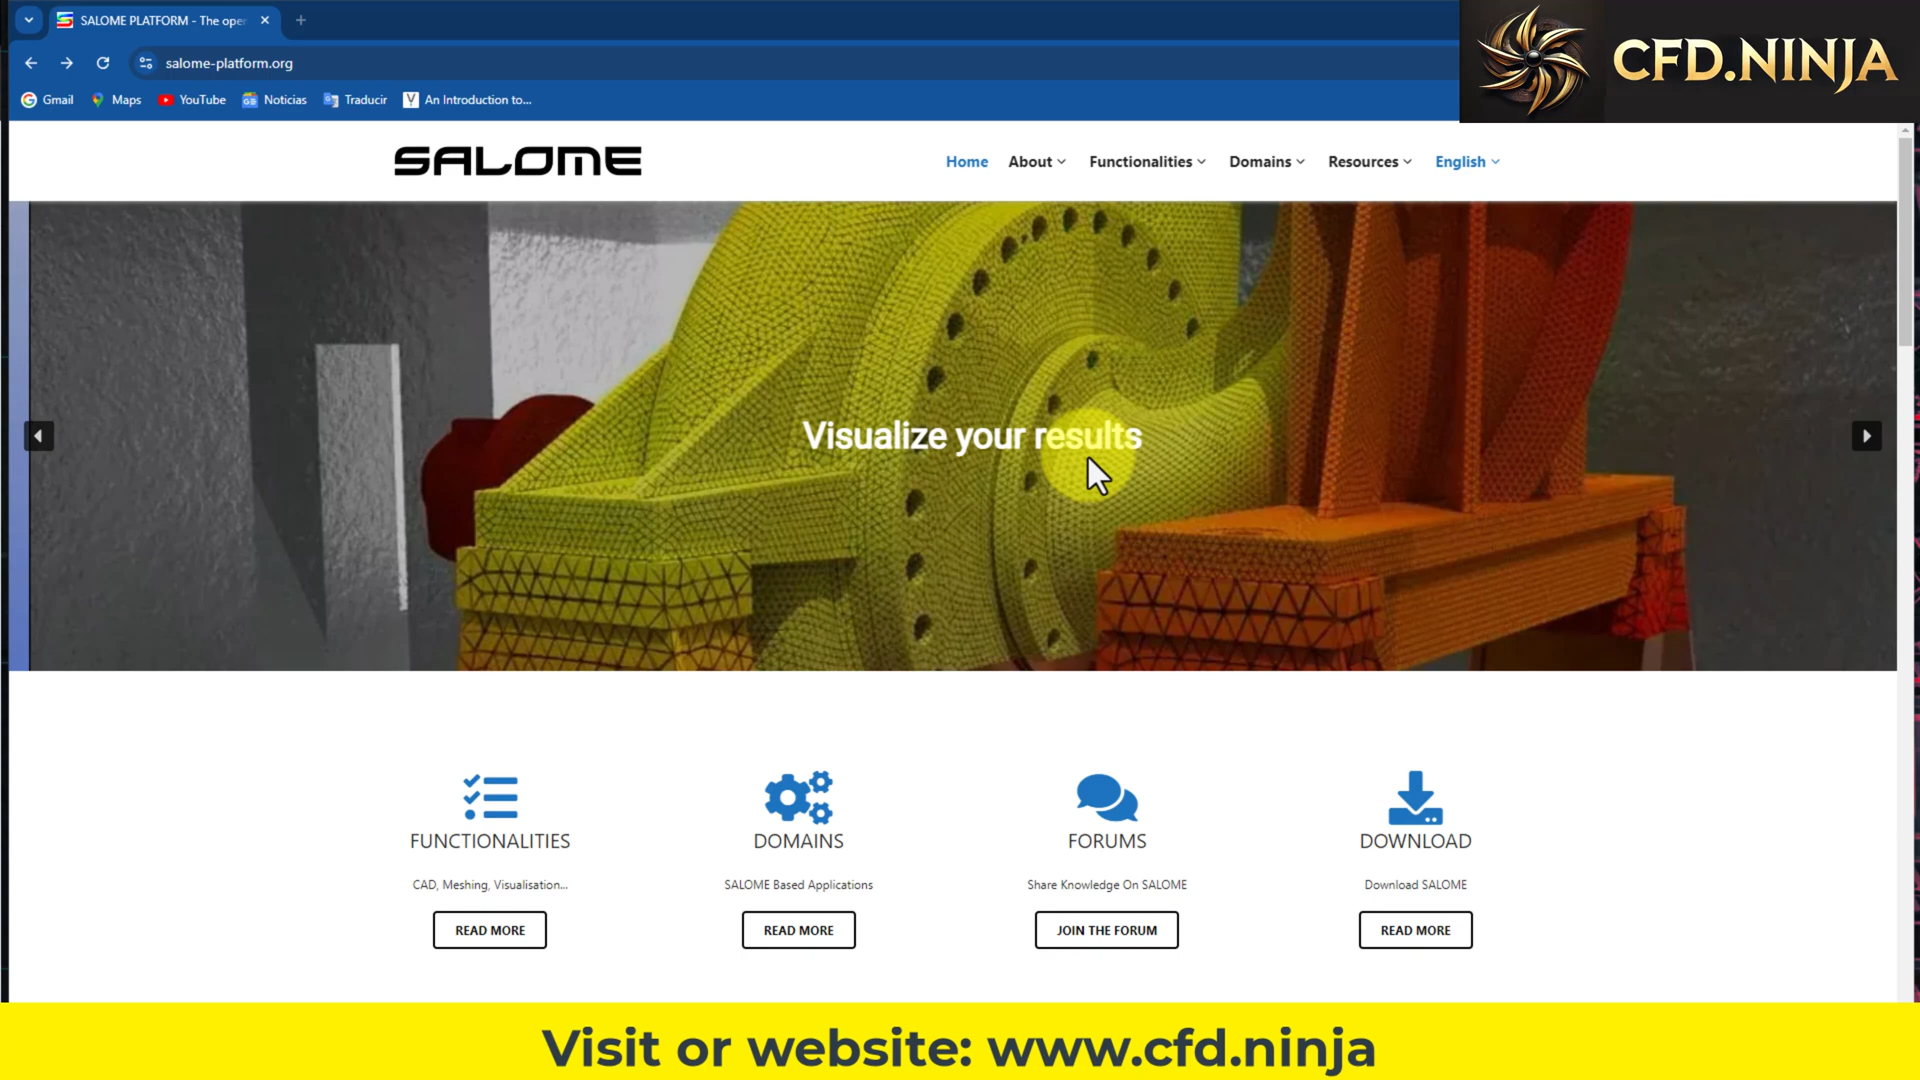 SALOME PLATFORM - The oper
salome-platform.org
Gmail Maps YouTube Noticias Traducir An Introduction to...
CFD.NINJA
SALOME
Home About Functionalities Domains Resources English
Visualize your results
FUNCTIONALITIES DOMAINS FORUMS DOWNLOAD
CAD, Meshing, Visualisation... SALOME Based Applications Share Knowledge On SALOME Download SALOME
READ MORE READ MORE JOIN THE FORUM READ MORE
Visit or website: www.cfd.ninja